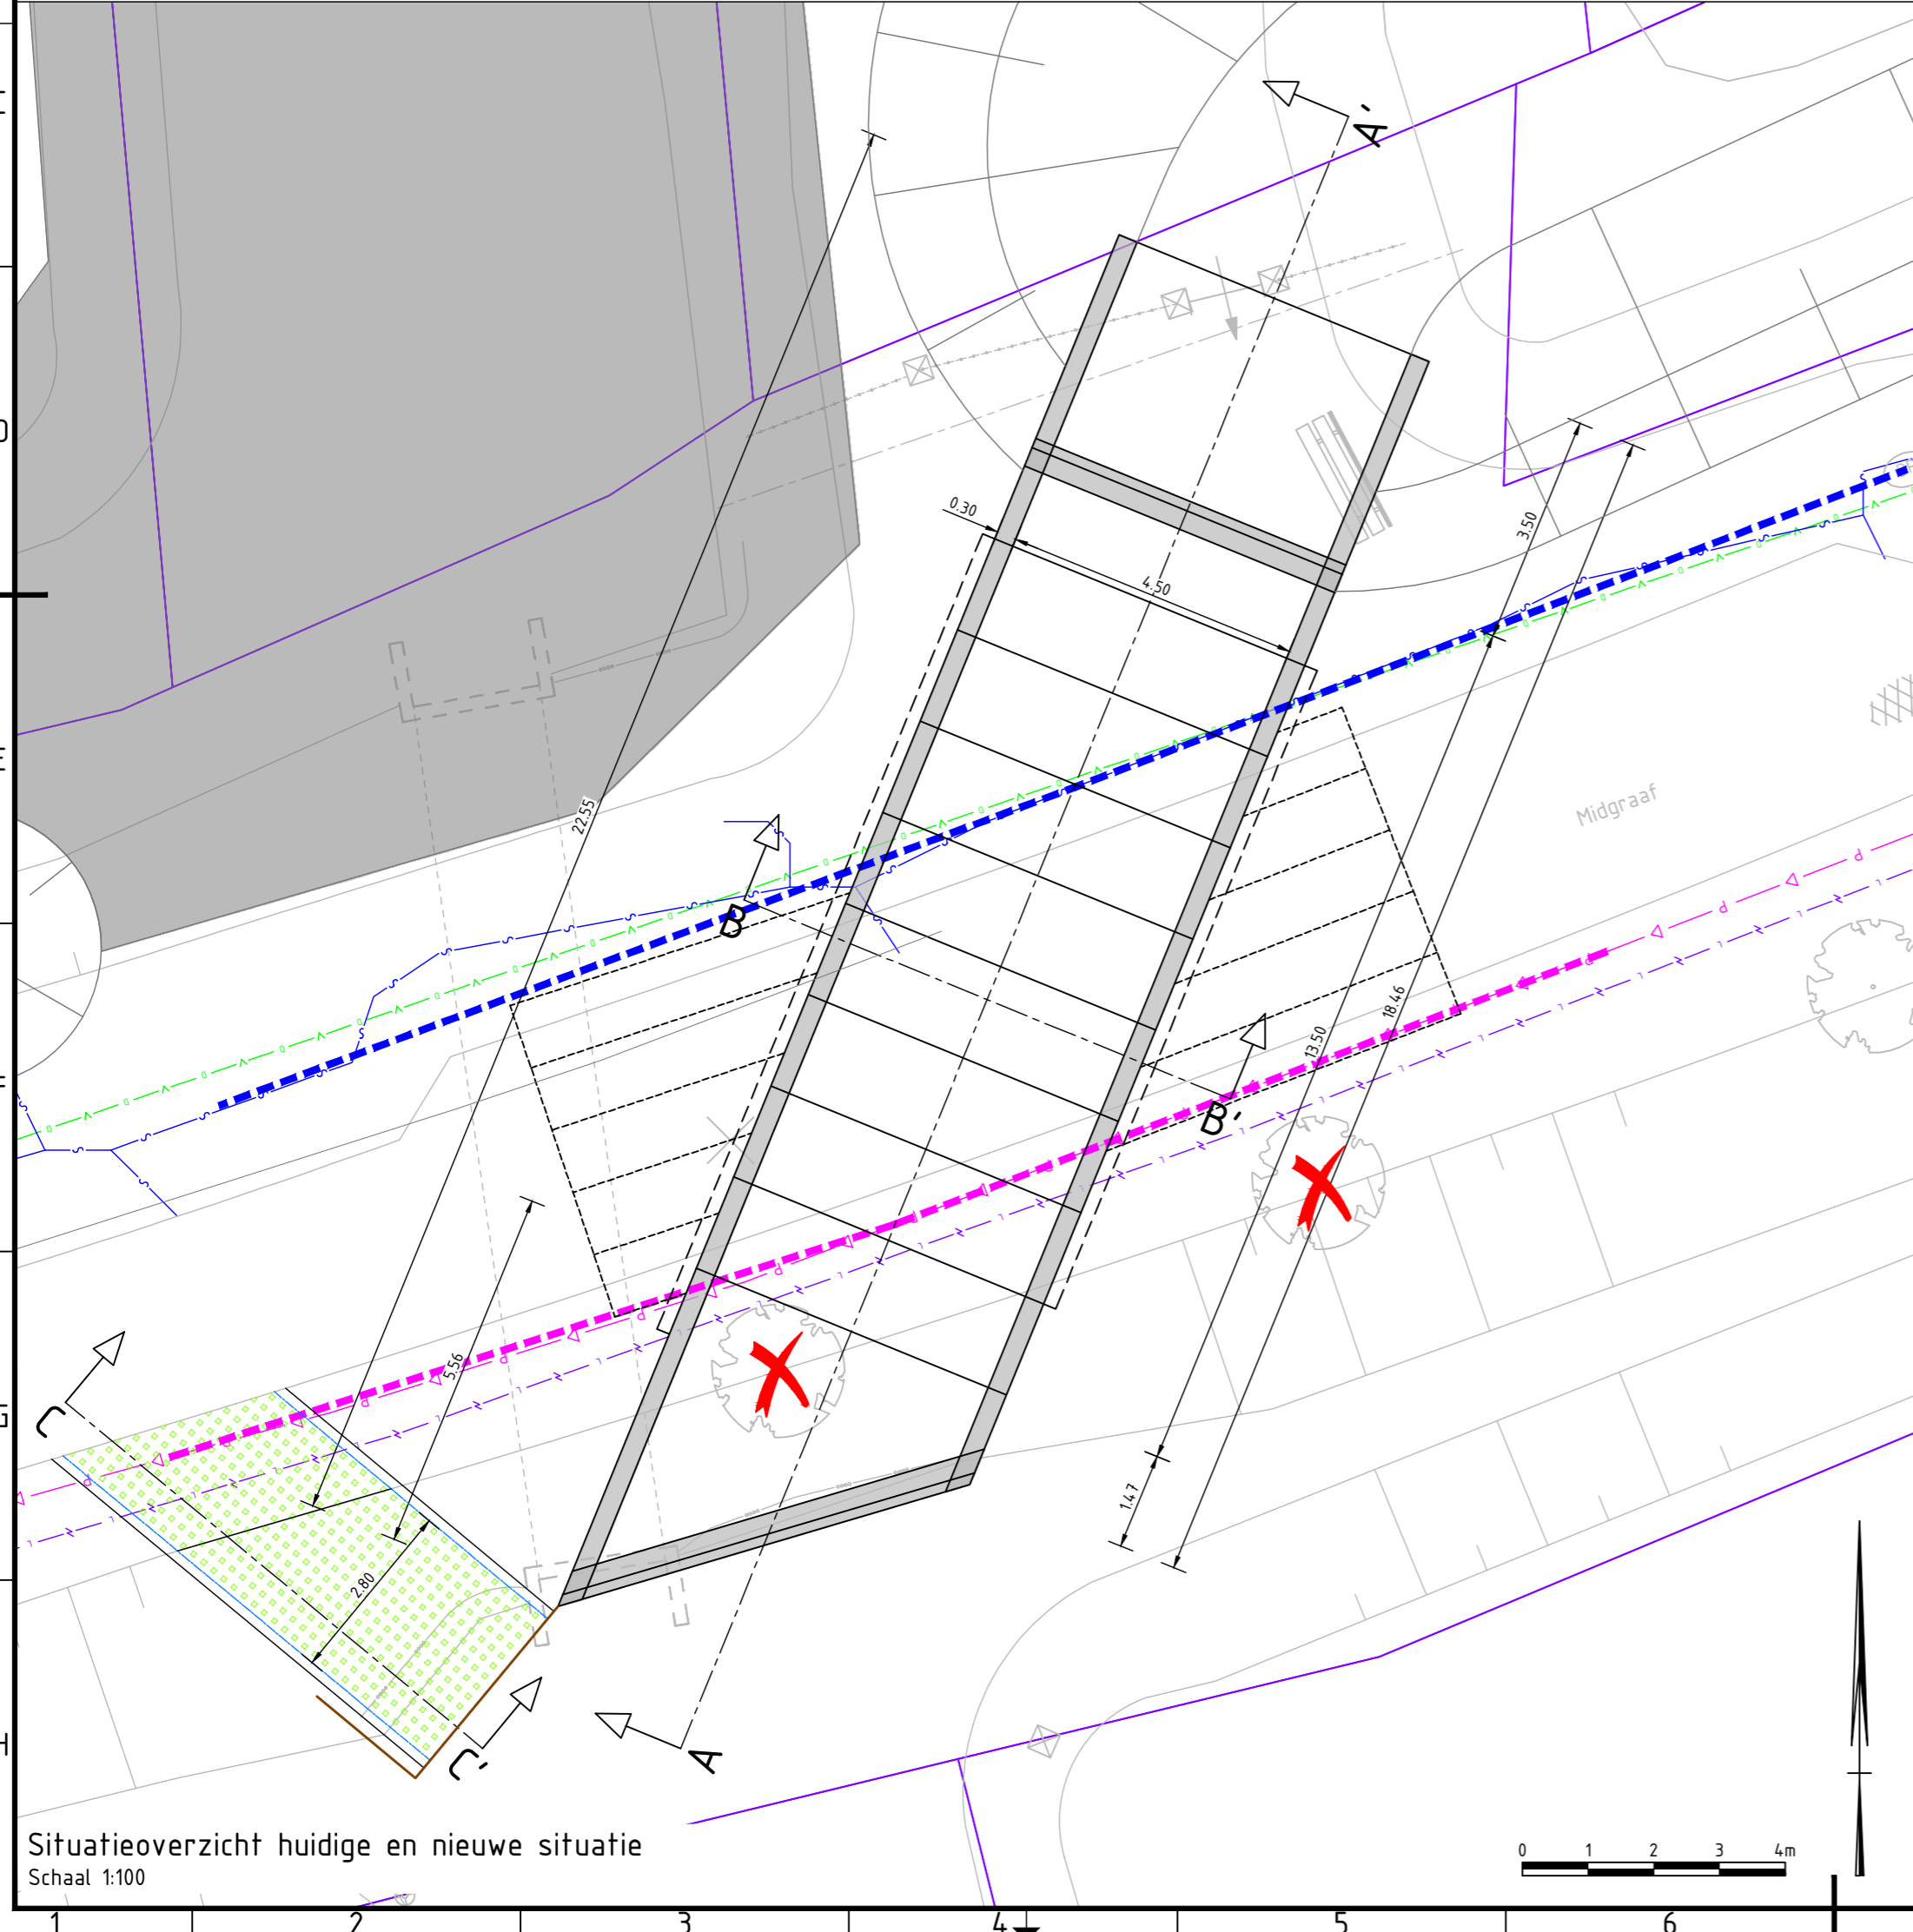 A'
D
0.30
4.50
3.50
22.55
Midgraaf
B
18.46
13.50
B'
5.56
C
G
1.47
2.80
C'
A
H
Situatieoverzicht huidige en nieuwe situatie
Schaal 1:100
0 1 2 3 4m
1 2 3 4 5 6